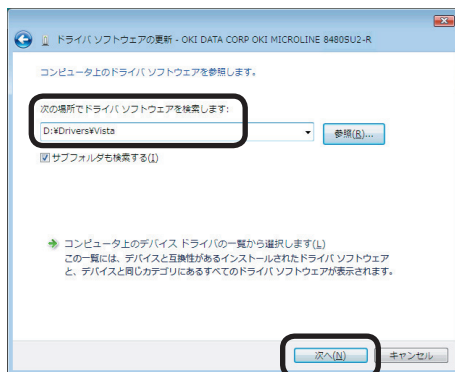 ドライバ ソフトウェアの更新 - OKI DATA CORP OKI MICROLINE 8480SU2-R
コンピュータ上のドライバ ソフトウェアを参照します。
次の場所でドライバ ソフトウェアを検索します:
D:¥Drivers¥Vista
参照(R)...
サブフォルダも検索する(I)
コンピュータ上のデバイス ドライバの一覧から選択します(L)
この一覧には、デバイスと互換性があるインストールされたドライバ ソフトウェア
と、デバイスと同じカテゴリにあるすべてのドライバ ソフトウェアが表示されます。
次へ(N)
キャンセル